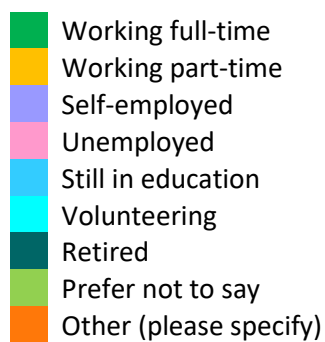 Working full-time
Working part-time
Self-employed
Unemployed
Still in education
Volunteering
Retired
Prefer not to say
Other (please specify)